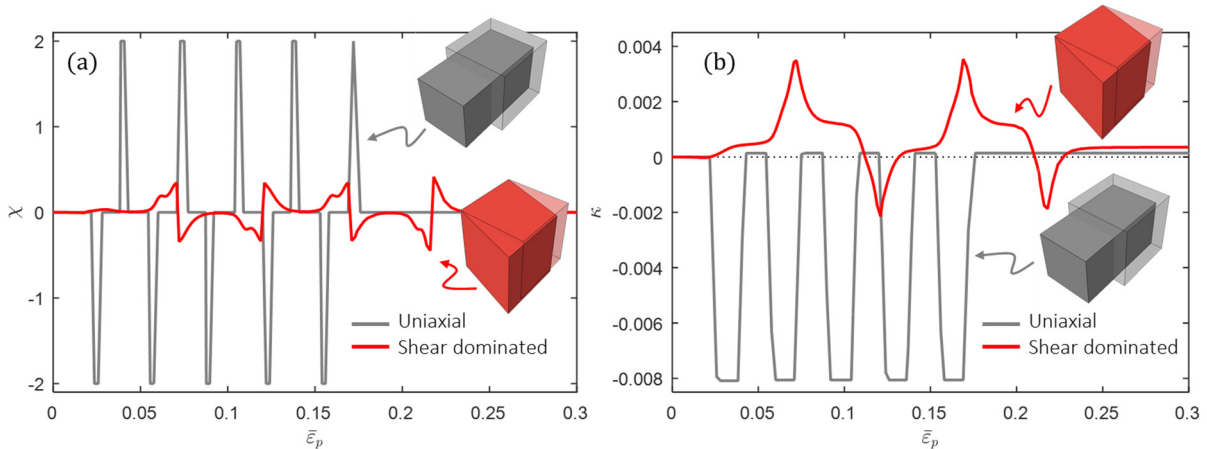 (a)
2
1
0
-1
-2
χ
0
0.05
0.1
0.15
0.2
0.25
0.3
ε̄p
Uniaxial
Shear dominated
(b)
0.004
0.002
0
-0.002
-0.004
-0.006
-0.008
κ
0
0.05
0.1
0.15
0.2
0.25
0.3
ε̄p
Uniaxial
Shear dominated